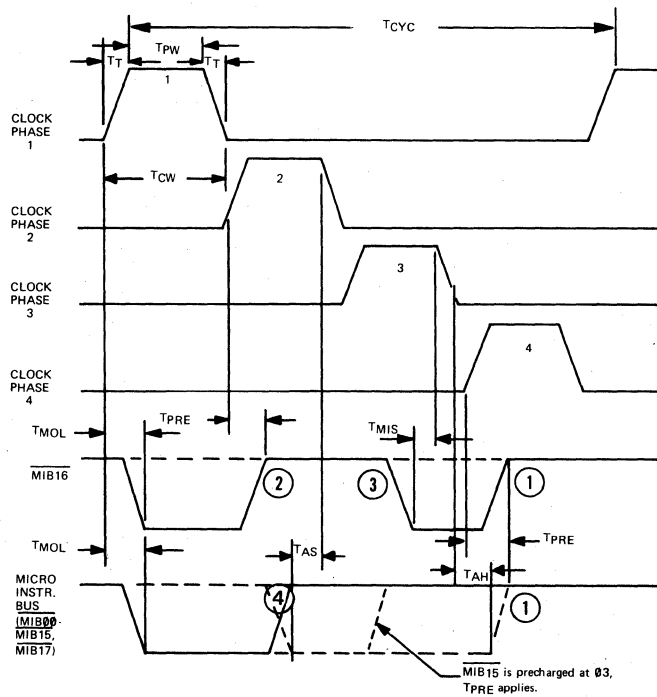 TCYC
TPW
TT
TT
1
CLOCK
PHASE
1
TCW
2
CLOCK
PHASE
2
3
CLOCK
PHASE
3
4
CLOCK
PHASE
4
TMOL
TPRE
TMIS
MIB16
2
3
1
TMOL
TAS
TPRE
TAH
MICRO
INSTR.
BUS
(MIB00-
MIB15,
MIB17)
4
1
MIB15 is precharged at Ø3,
TPRE applies.